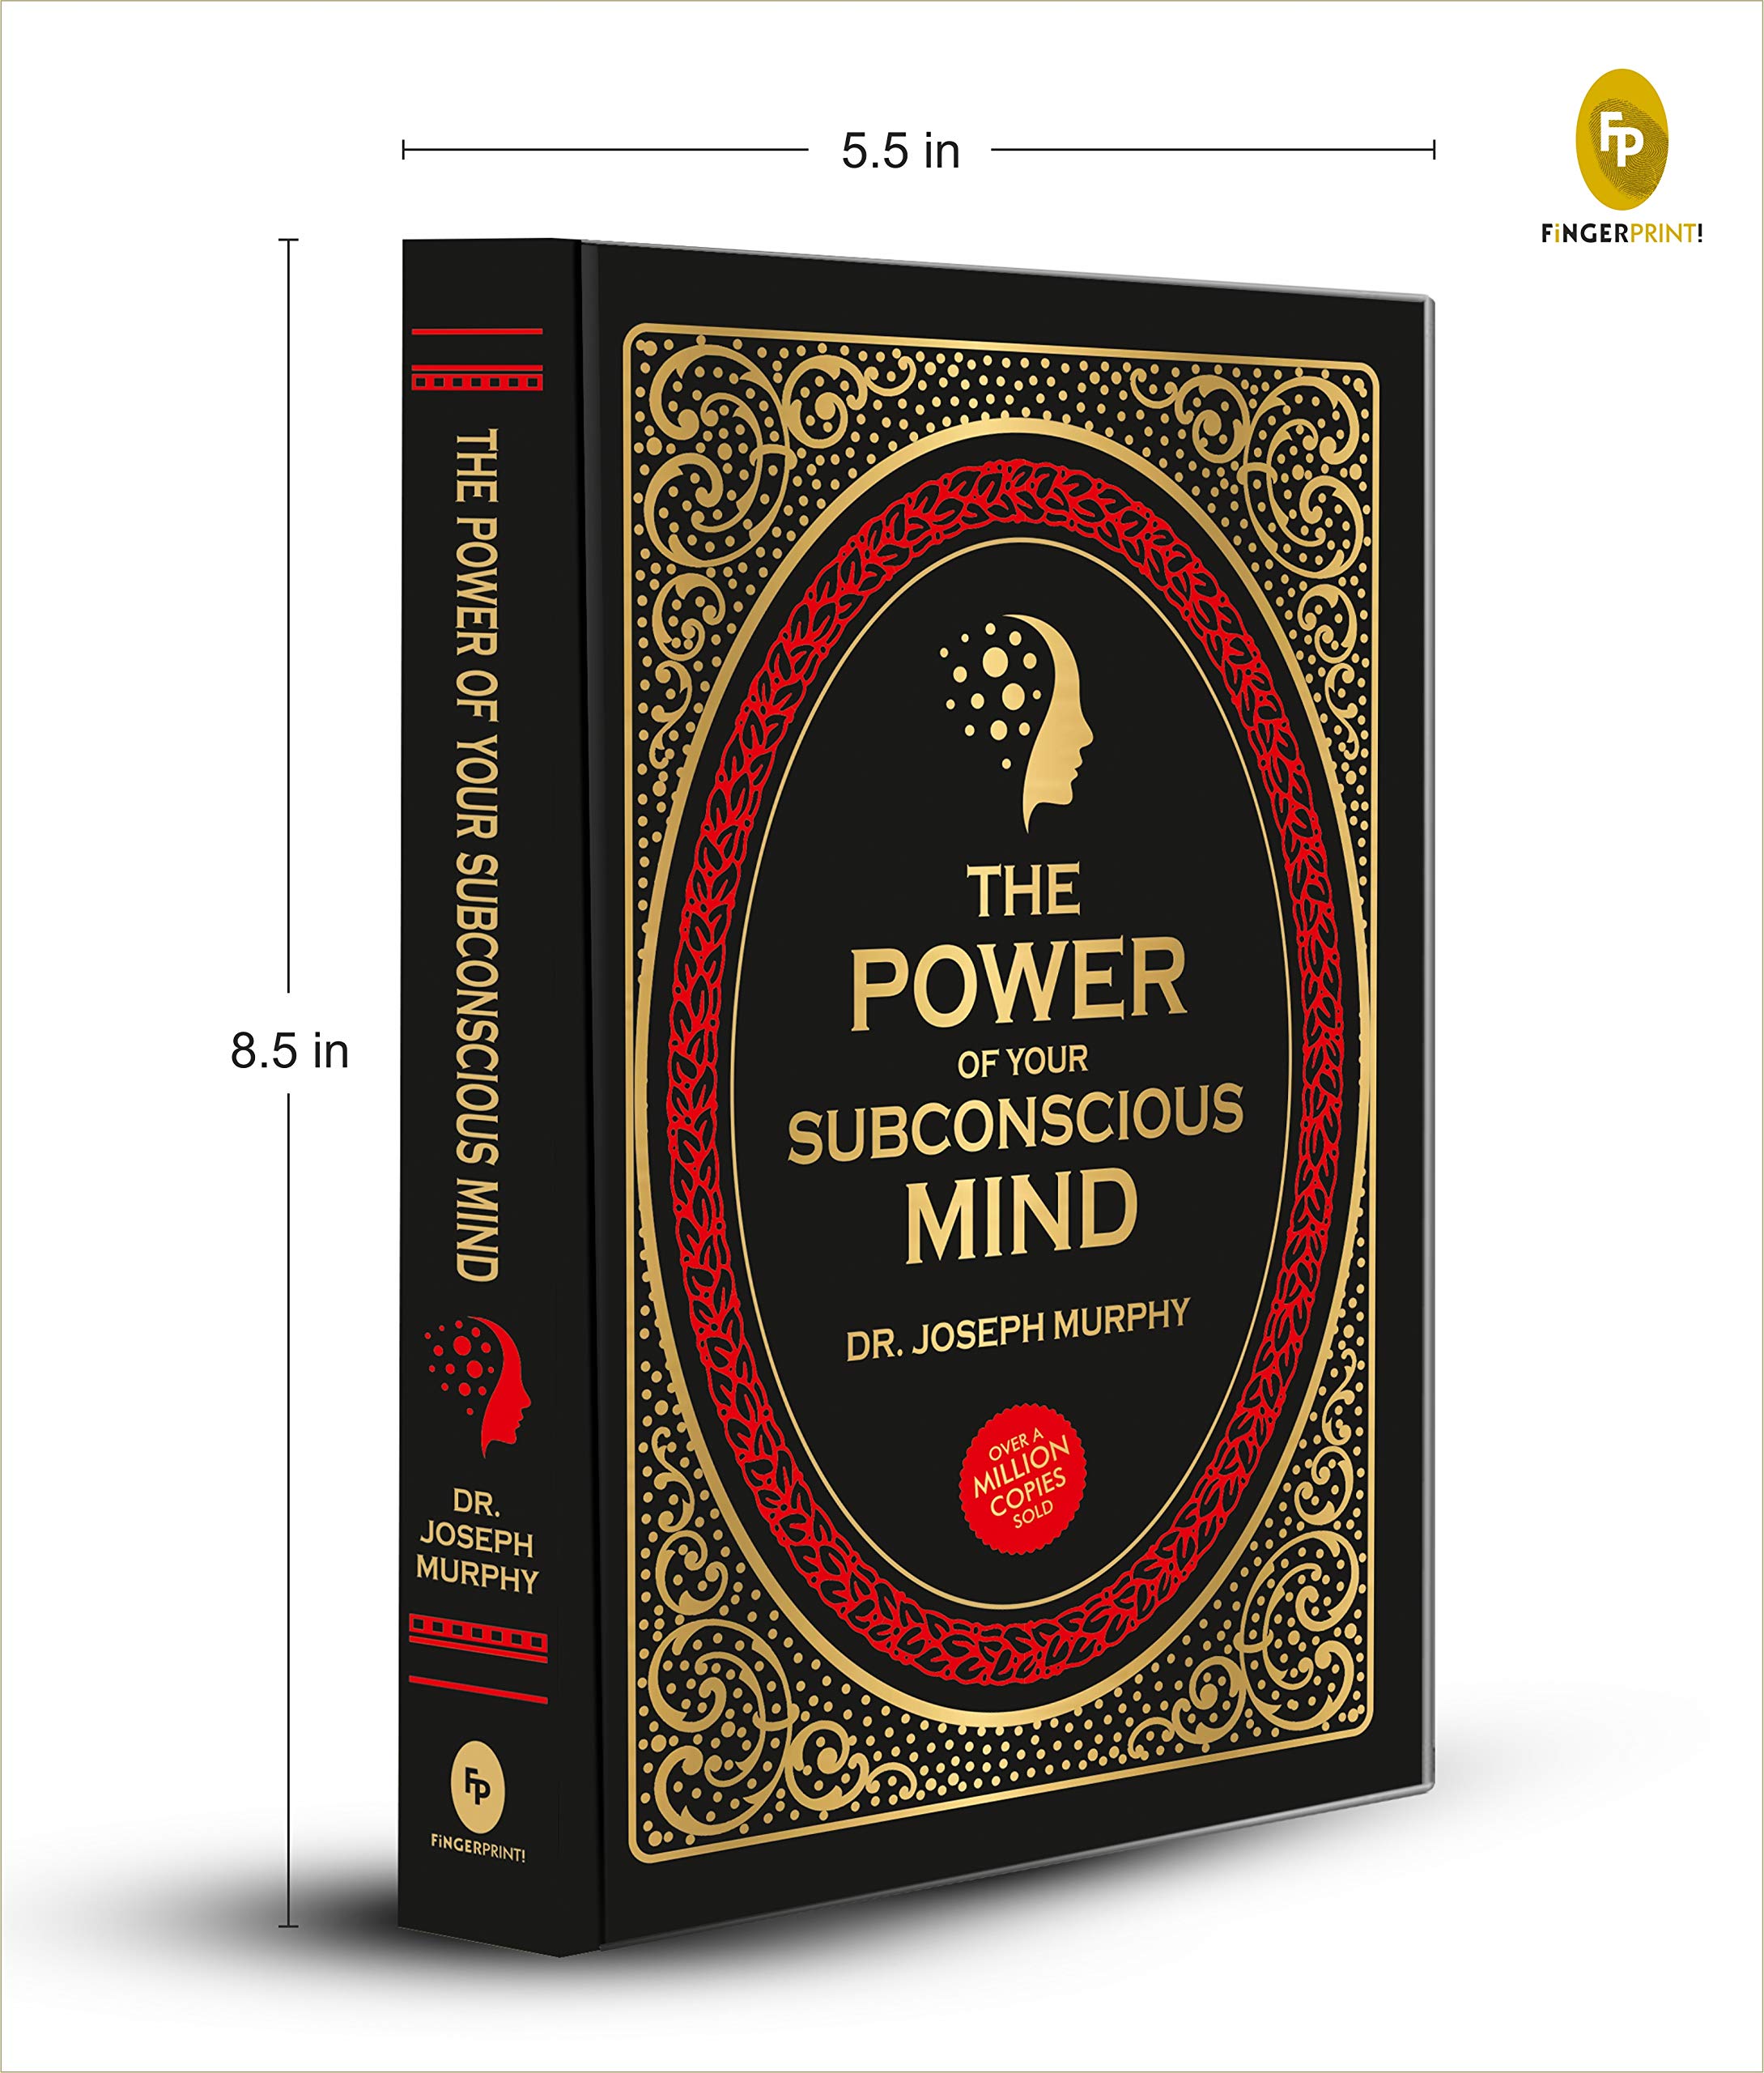 5.5 in
FP
FiNGERPRINT!
8.5 in
THE POWER OF YOUR SUBCONSCIOUS MIND
DR.
JOSEPH
MURPHY
FP
FiNGERPRINT!
THE
POWER
OF YOUR
SUBCONSCIOUS
MIND
DR. JOSEPH MURPHY
OVER A
MILLION
COPIES
SOLD